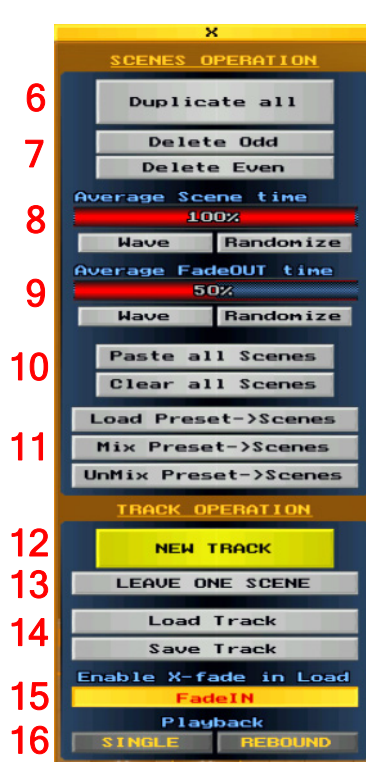 X
SCENES OPERATION
6 Duplicate all
7 Delete Odd
Delete Even
Average Scene time
8 100%
Wave Randomize
Average FadeOUT time
9 50%
Wave Randomize
10 Paste all Scenes
Clear all Scenes
Load Preset->Scenes
11 Mix Preset->Scenes
UnMix Preset->Scenes
TRACK OPERATION
12 NEW TRACK
13 LEAVE ONE SCENE
14 Load Track
Save Track
Enable X-fade in Load
15 FadeIN
Playback
16 SINGLE REBOUND